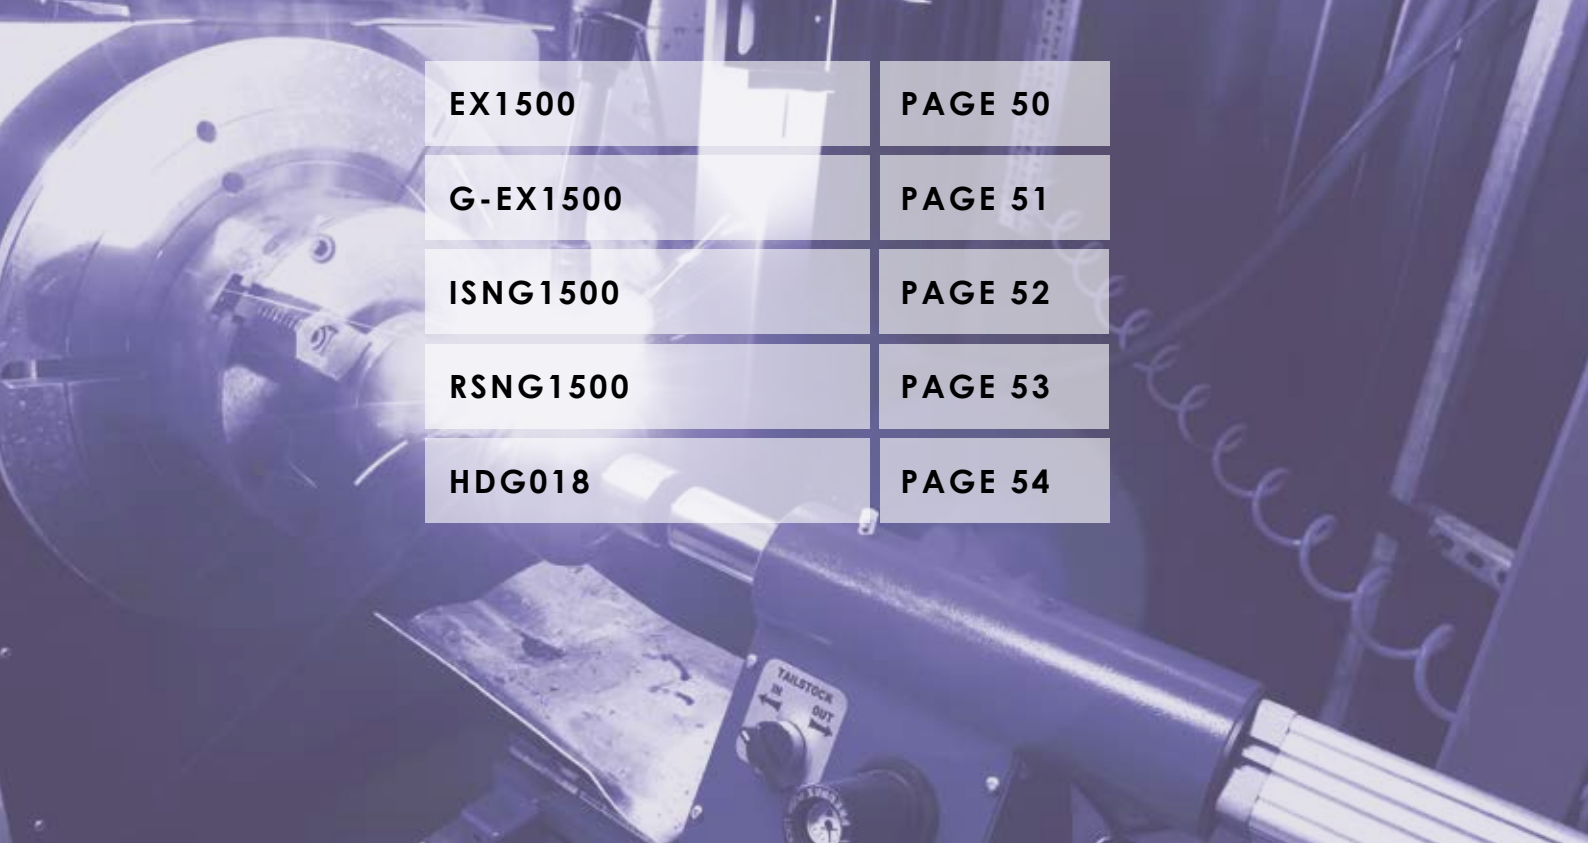 EX1500 PAGE 50
G-EX1500 PAGE 51
ISNG1500 PAGE 52
RSNG1500 PAGE 53
HDG018 PAGE 54
TAILSTOCK
IN
OUT